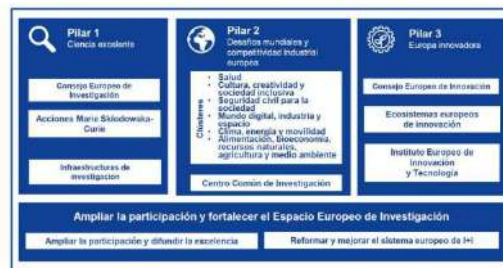 Pilar 1
Ciencia excelente
Consejo Europeo de
Investigación
Acciones Marie Skłodowska-
Curie
Infraestructuras de
investigación
Pilar 2
Desafíos mundiales y
competitividad industrial
europea
Clústeres
• Salud
• Cultura, creatividad y
sociedad inclusiva
• Seguridad civil para la
sociedad
• Mundo digital, industria y
espacio
• Clima, energía y movilidad
• Alimentación, bioeconomía,
recursos naturales,
agricultura y medio ambiente
Centro Común de Investigación
Pilar 3
Europa innovadora
Consejo Europeo de Innovación
Ecosistemas europeos
de innovación
Instituto Europeo de
Innovación
y Tecnología
Ampliar la participación y fortalecer el Espacio Europeo de Investigación
Ampliar la participación y difundir la excelencia
Reformar y mejorar el sistema europeo de I+i